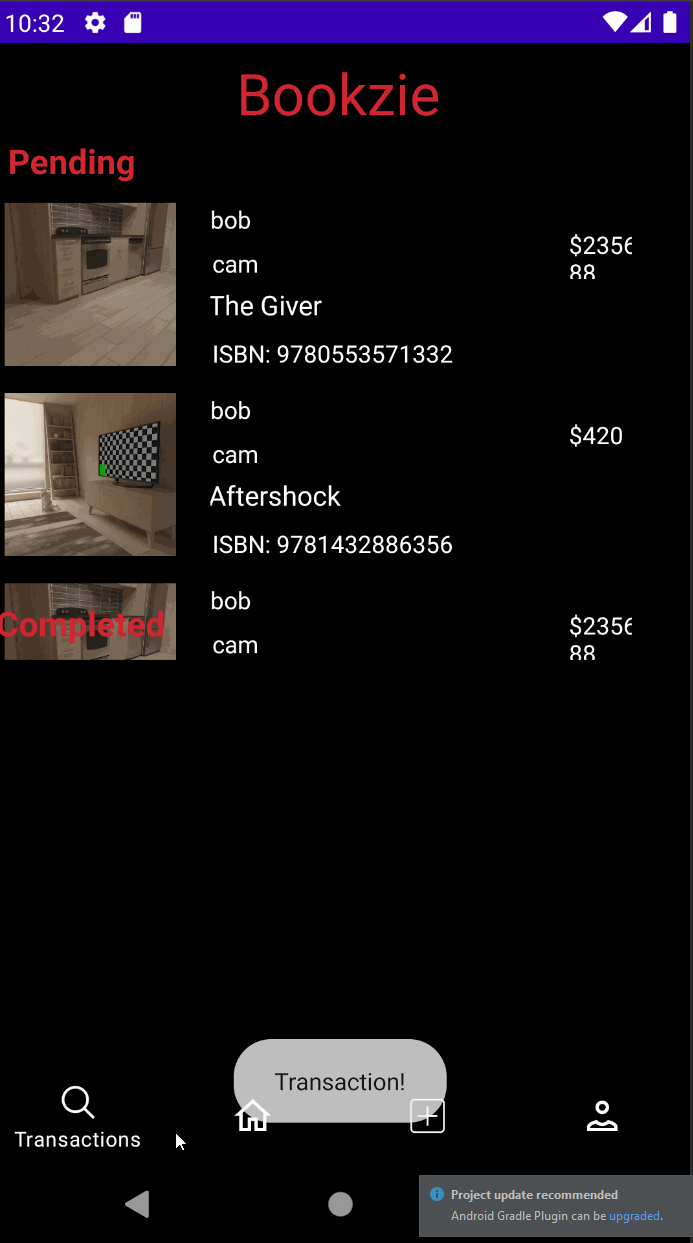 10:32
Bookzie
Pending
bob
cam
$2356
88
The Giver
ISBN: 9780553571332
bob
cam
$420
Aftershock
ISBN: 9781432886356
bob
cam
$2356
88
Completed
Transaction!
Transactions
Project update recommended
Android Gradle Plugin can be upgraded.